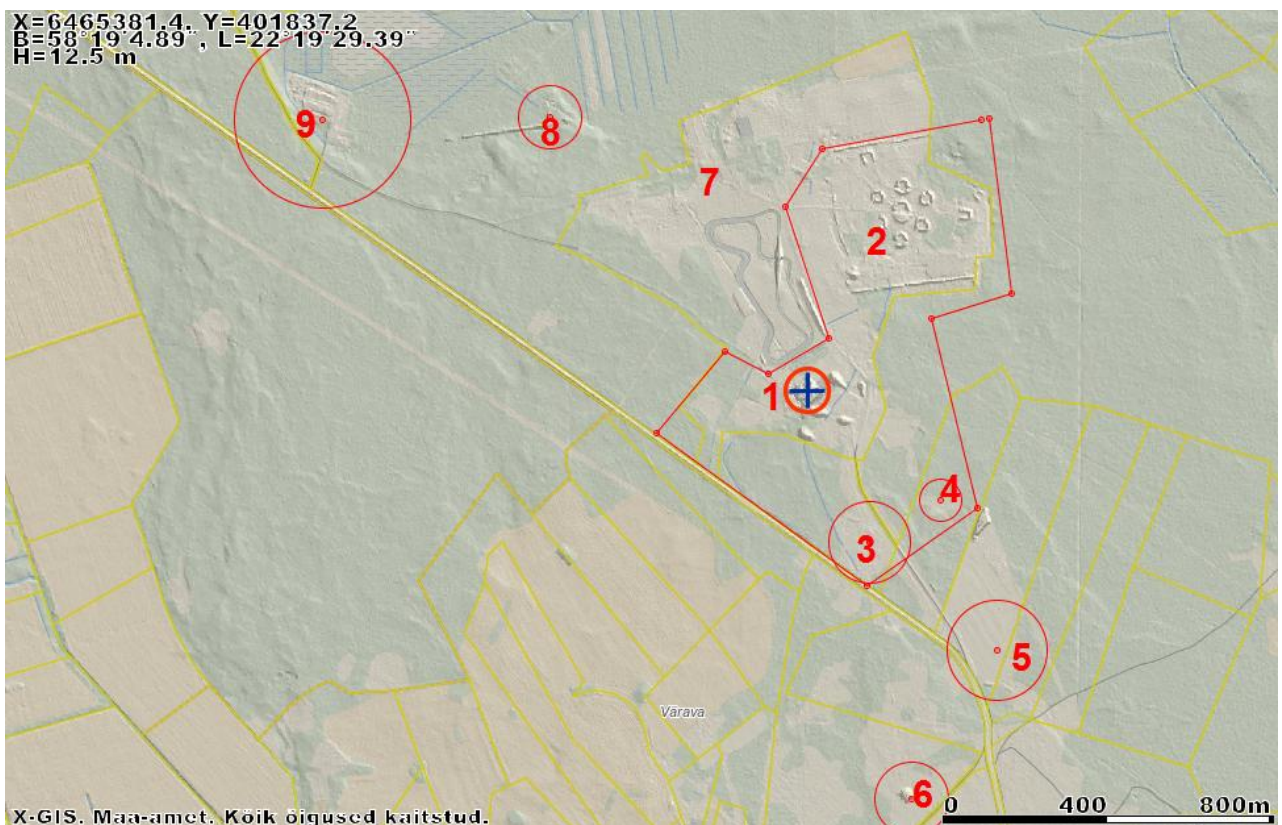 X=6465381.4, Y=401837.2
B=58°19'4.89", L=22°19'29.39"
H=12.5 m
9
8
7
2
1
4
3
5
Värava
6
0 400 800m
X-GIS. Maa-amet. Kõik õigused kaitstud.